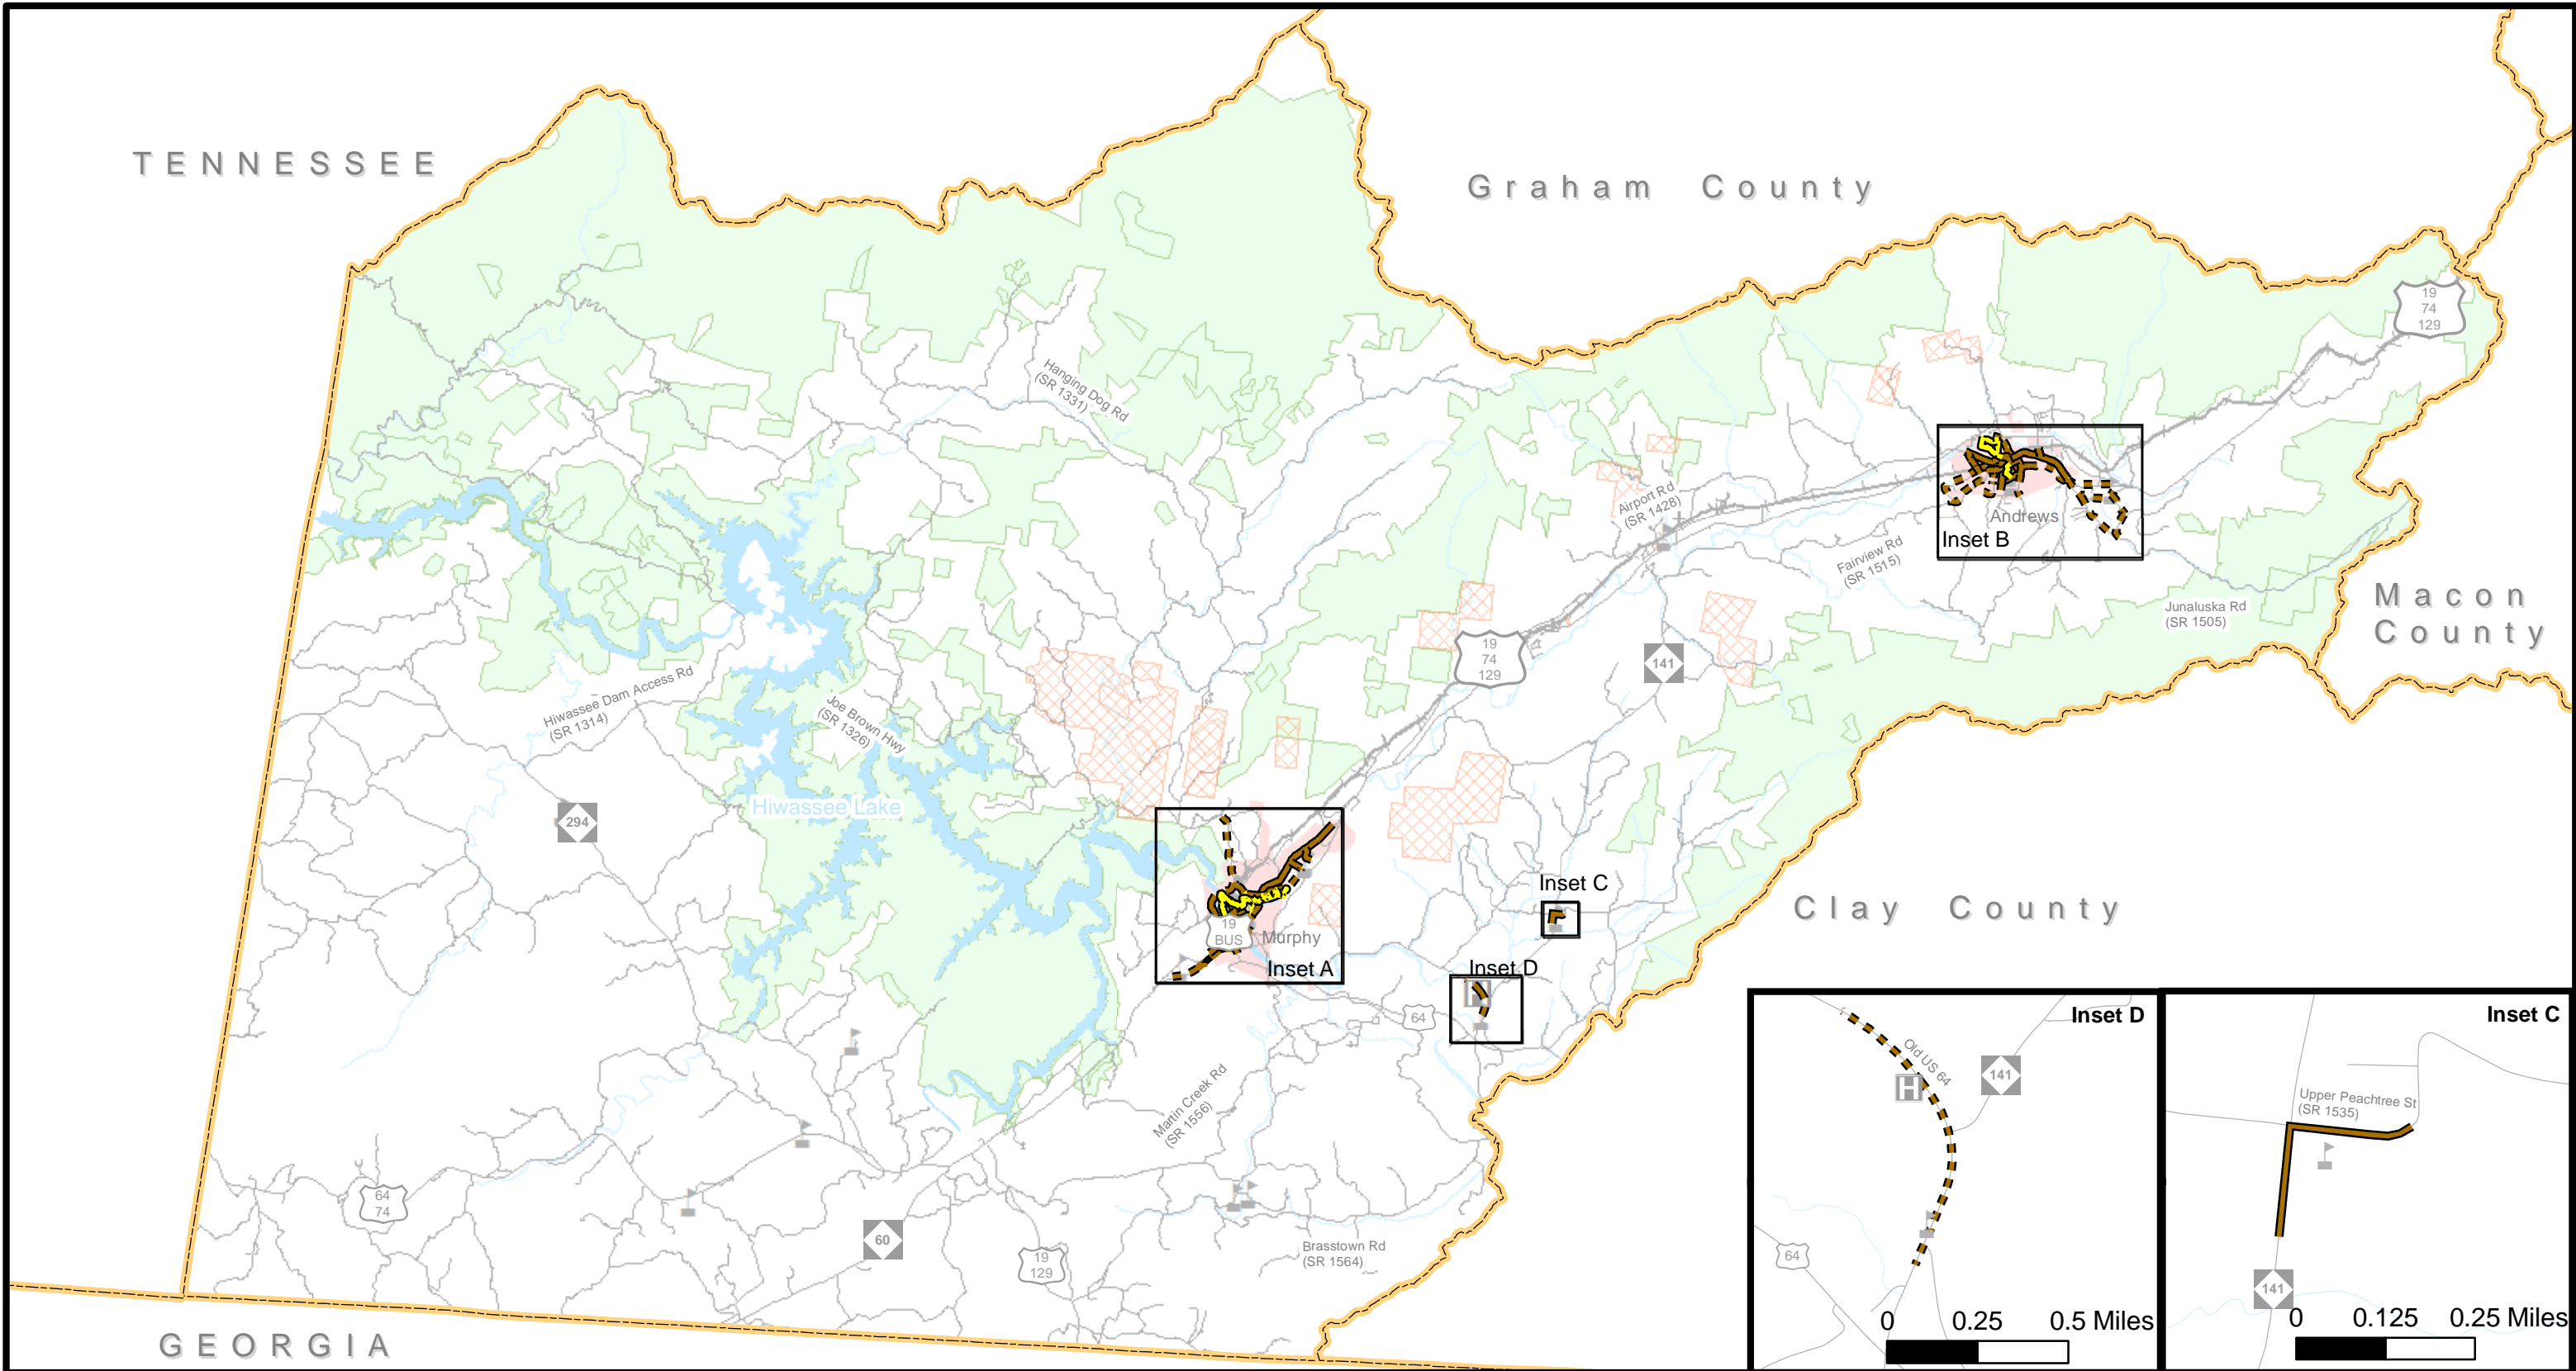 TENNESSEE
Graham County
19
74
129
Hanging Dog Rd
(SR 1331)
Airport Rd
(SR 1428)
Andrews
Inset B
Fairview Rd
(SR 1515)
Macon
County
Junaluska Rd
(SR 1505)
19
74
129
141
Hiwassee Dam Access Rd
(SR 1314)
Joe Brown Hwy
(SR 1326)
Hiwassee Lake
294
Inset C
Clay County
19
BUS
Murphy
Inset A
Inset D
64
Martin Creek Rd
(SR 1556)
64
74
60
19
129
Brasstown Rd
(SR 1564)
GEORGIA
Inset D
Old US 64
H
141
64
0 0.25 0.5 Miles
Inset C
Upper Peachtree St
(SR 1535)
141
0 0.125 0.25 Miles